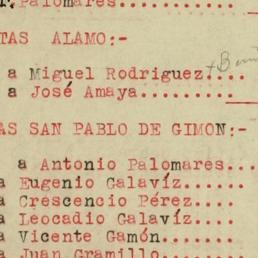 Palomares......
TAS ALAMO:-
a Miguel Rodriguez....
a José Amaya..........
AS SAN PABLO DE GIMON:-
a Antonio Palomares...
a Eugenio Galavíz.....
a Crescencio Pérez....
a Leocadio Galavíz....
a Vicente Gamón.......
a Juan Gramillo.......